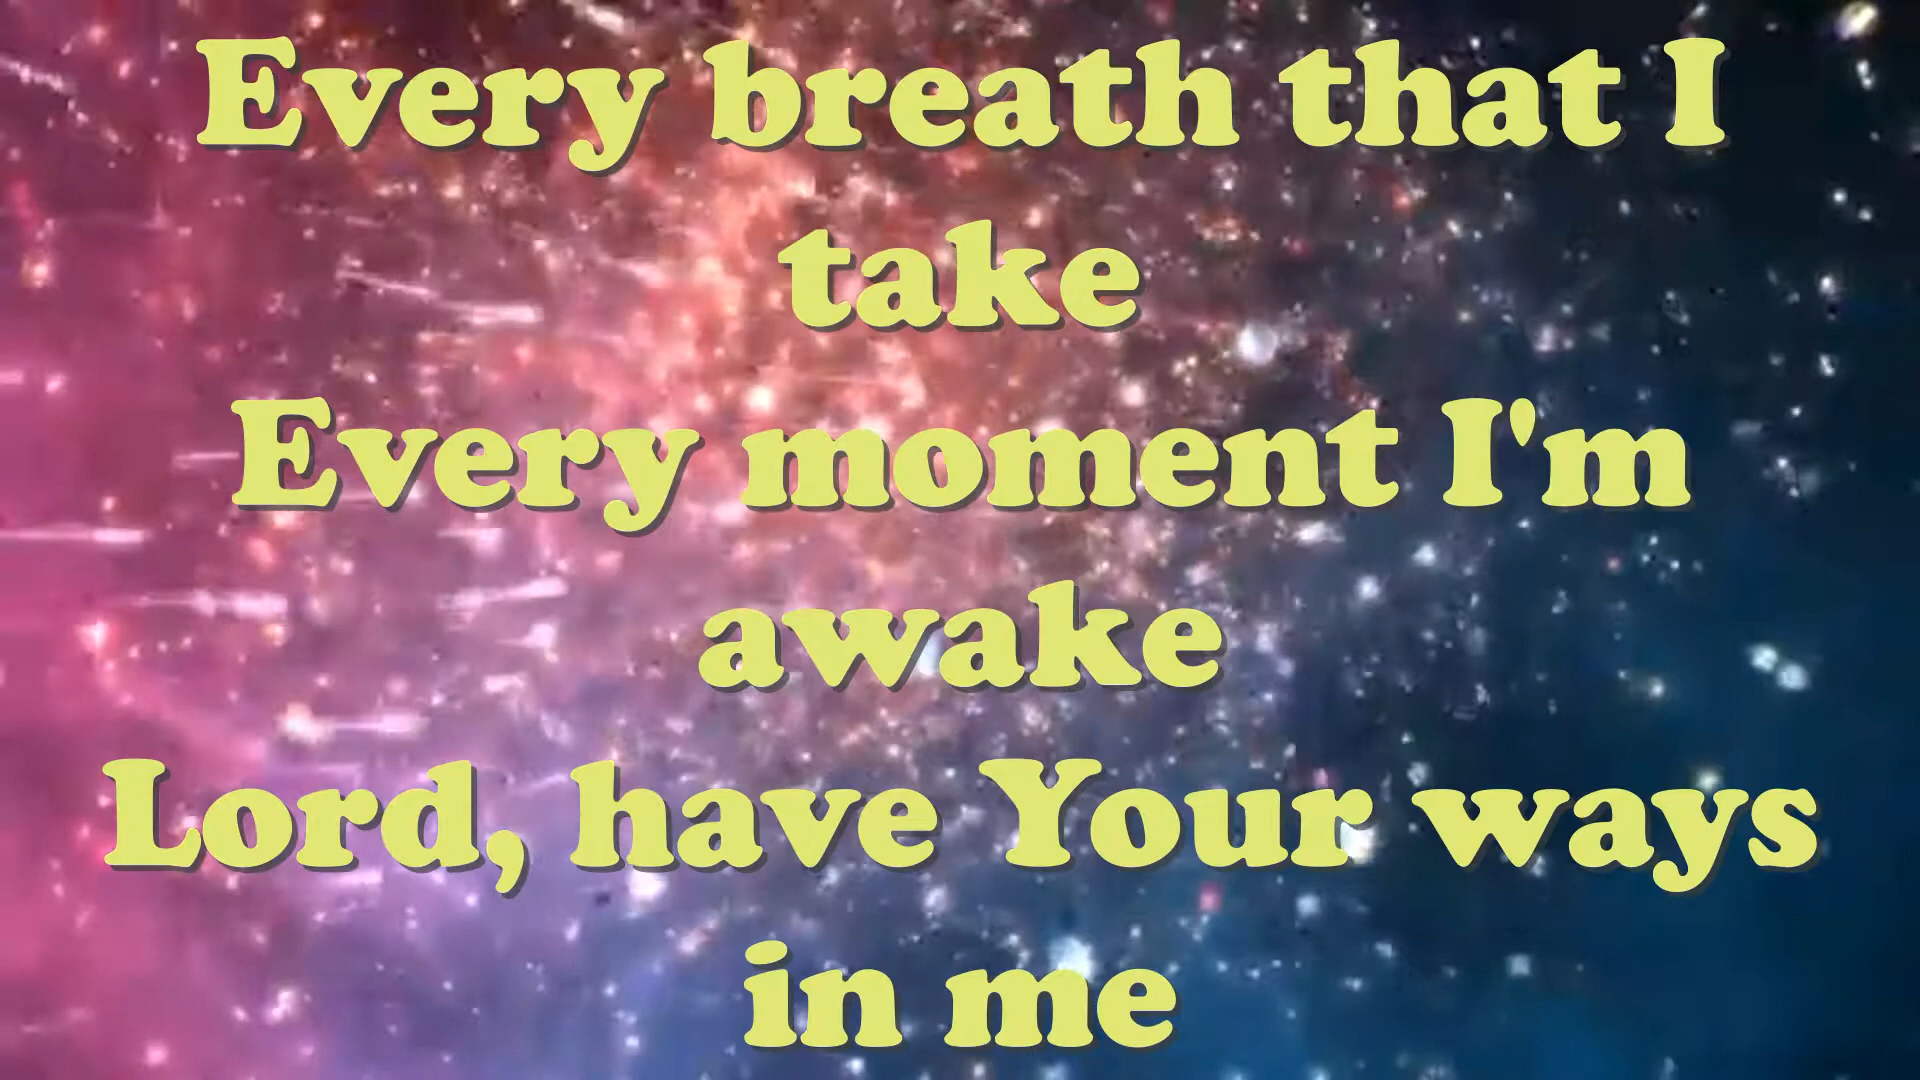 Every breath that I
take
Every moment I'm
awake
Lord, have Your ways
in me